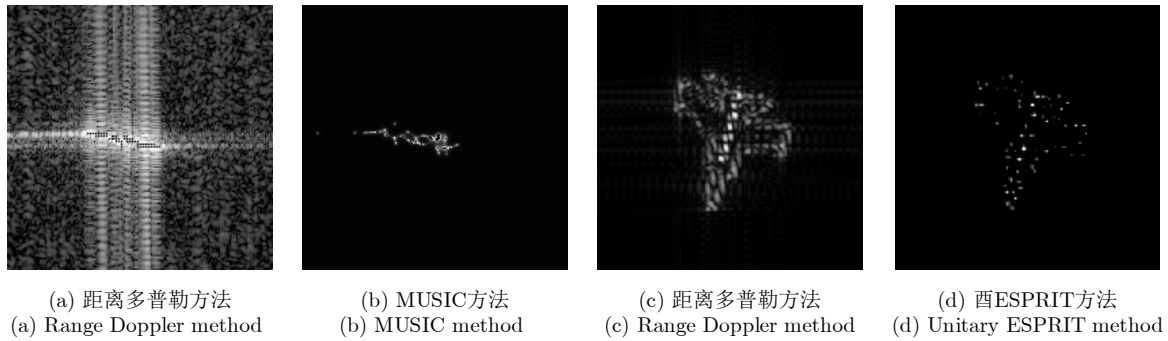 (a) 距离多普勒方法
(a) Range Doppler method
(b) MUSIC方法
(b) MUSIC method
(c) 距离多普勒方法
(c) Range Doppler method
(d) 酉ESPRIT方法
(d) Unitary ESPRIT method